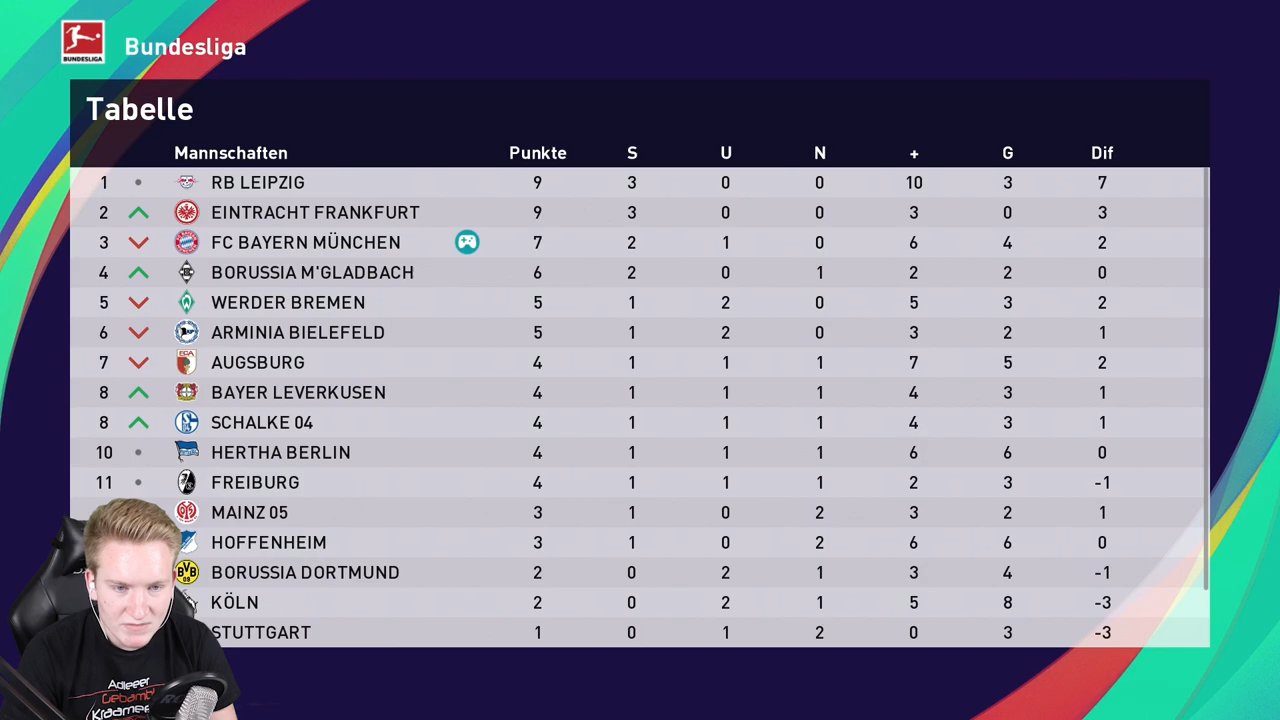 BUNDESLIGA
Bundesliga
Tabelle
Mannschaften Punkte S U N + G Dif
1 RB LEIPZIG 9 3 0 0 10 3 7
2 EINTRACHT FRANKFURT 9 3 0 0 3 0 3
3 FC BAYERN MÜNCHEN 7 2 1 0 6 4 2
4 BORUSSIA M'GLADBACH 6 2 0 1 2 2 0
5 WERDER BREMEN 5 1 2 0 5 3 2
6 ARMINIA BIELEFELD 5 1 2 0 3 2 1
7 AUGSBURG 4 1 1 1 7 5 2
8 BAYER LEVERKUSEN 4 1 1 1 4 3 1
8 SCHALKE 04 4 1 1 1 4 3 1
10 HERTHA BERLIN 4 1 1 1 6 6 0
11 FREIBURG 4 1 1 1 2 3 -1
MAINZ 05 3 1 0 2 3 2 1
HOFFENHEIM 3 1 0 2 6 6 0
BVB 09 BORUSSIA DORTMUND 2 0 2 1 3 4 -1
KÖLN 2 0 2 1 5 8 -3
STUTTGART 1 0 1 2 0 3 -3
Adleeer
Gebamb
Kraamee